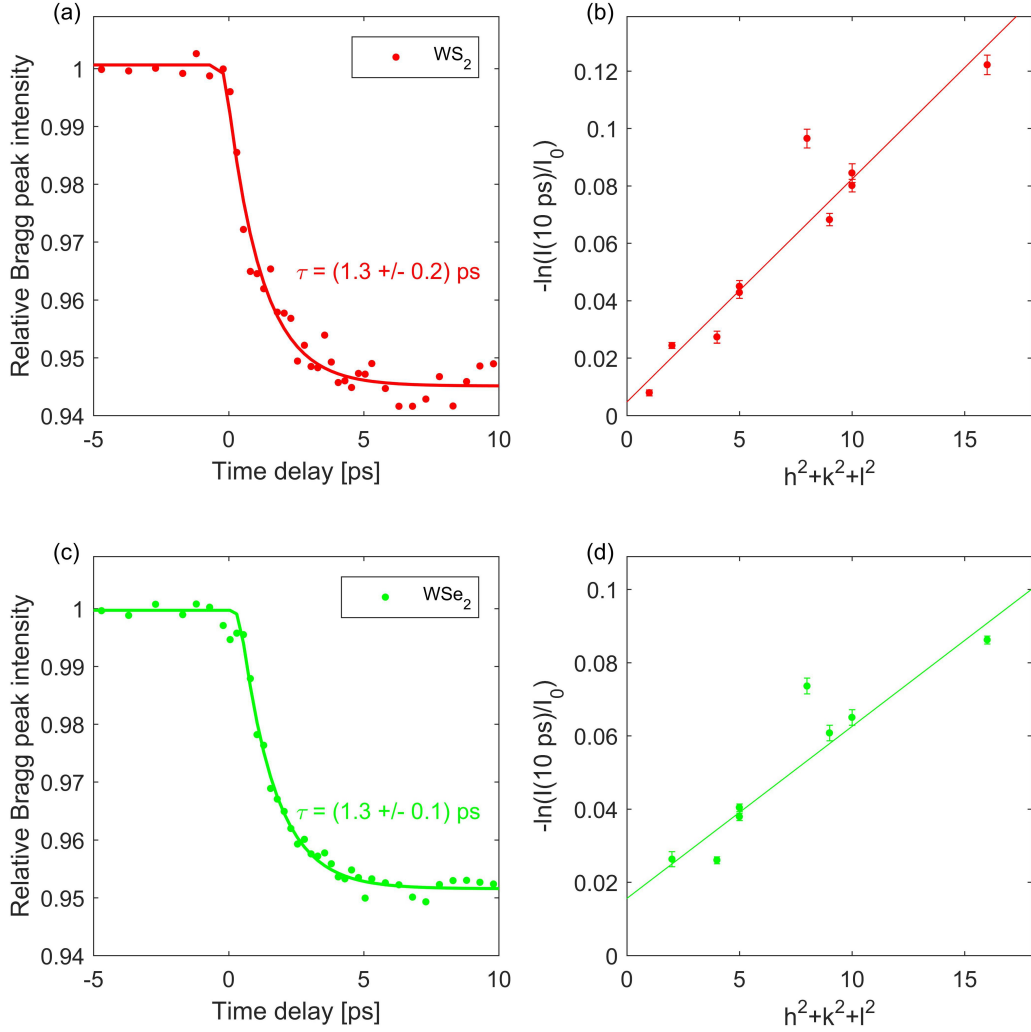 (a)
Relative Bragg peak intensity
1
0.99
0.98
0.97
0.96
0.95
0.94
WS2
τ = (1.3 +/- 0.2) ps
-5
0
5
10
Time delay [ps]
(b)
-ln(I(10 ps)/I0)
0.12
0.1
0.08
0.06
0.04
0.02
0
0
5
10
15
h²+k²+l²
(c)
Relative Bragg peak intensity
1
0.99
0.98
0.97
0.96
0.95
0.94
WSe2
τ = (1.3 +/- 0.1) ps
-5
0
5
10
Time delay [ps]
(d)
-ln(I(10 ps)/I0)
0.1
0.08
0.06
0.04
0.02
0
0
5
10
15
h²+k²+l²